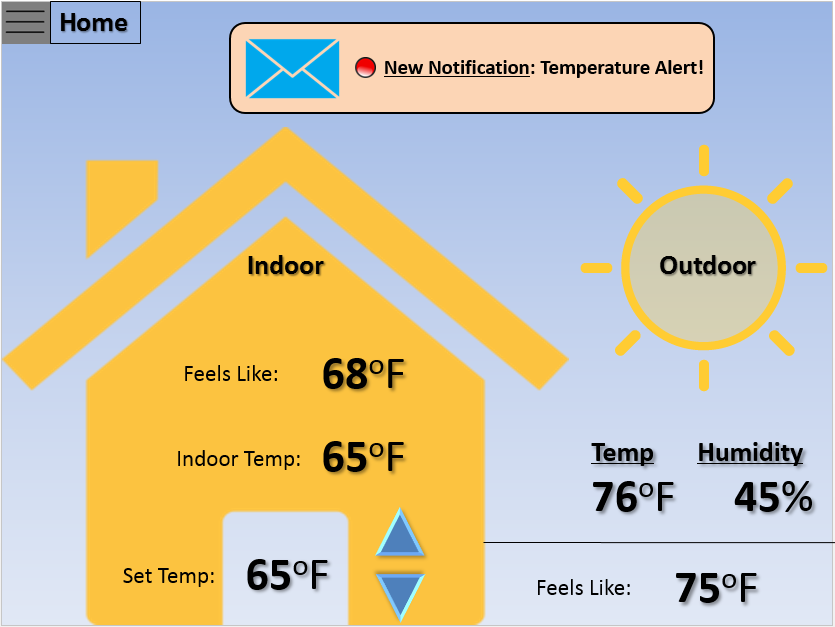 Home
New Notification: Temperature Alert!
Indoor
Outdoor
Feels Like: 68°F
Indoor Temp: 65°F
Set Temp: 65°F
Temp Humidity
76°F 45%
Feels Like: 75°F